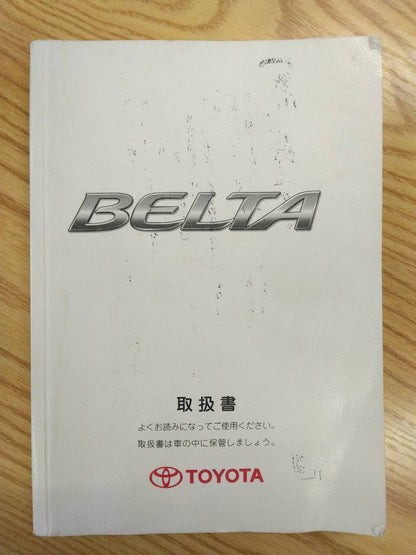 BELTA
取扱書
よくお読みになってご使用ください。
取扱書は車の中に保管しましょう。
TOYOTA